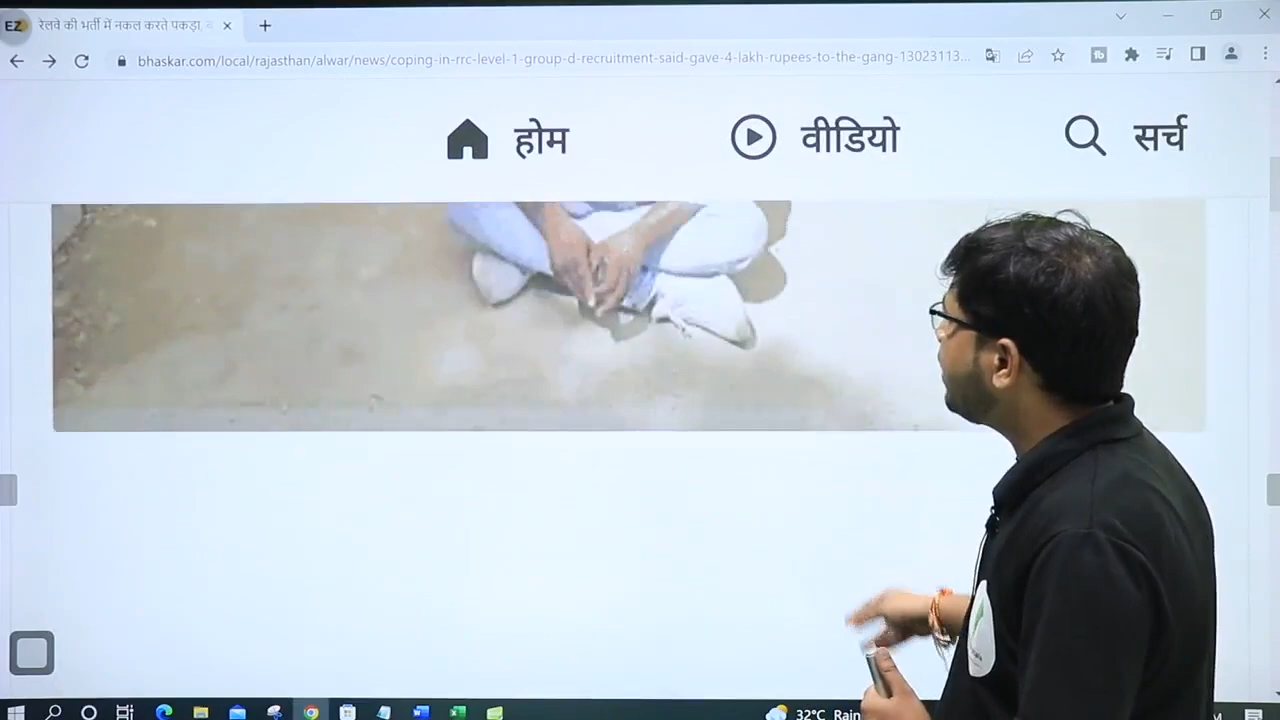 EZ रेलवे की भर्ती में नकल करते पकड़ा,
bhaskar.com/local/rajasthan/alwar/news/coping-in-rrc-level-1-group-d-recruitment-said-gave-4-lakh-rupees-to-the-gang-13023113...
होम वीडियो सर्च
32°C Rain